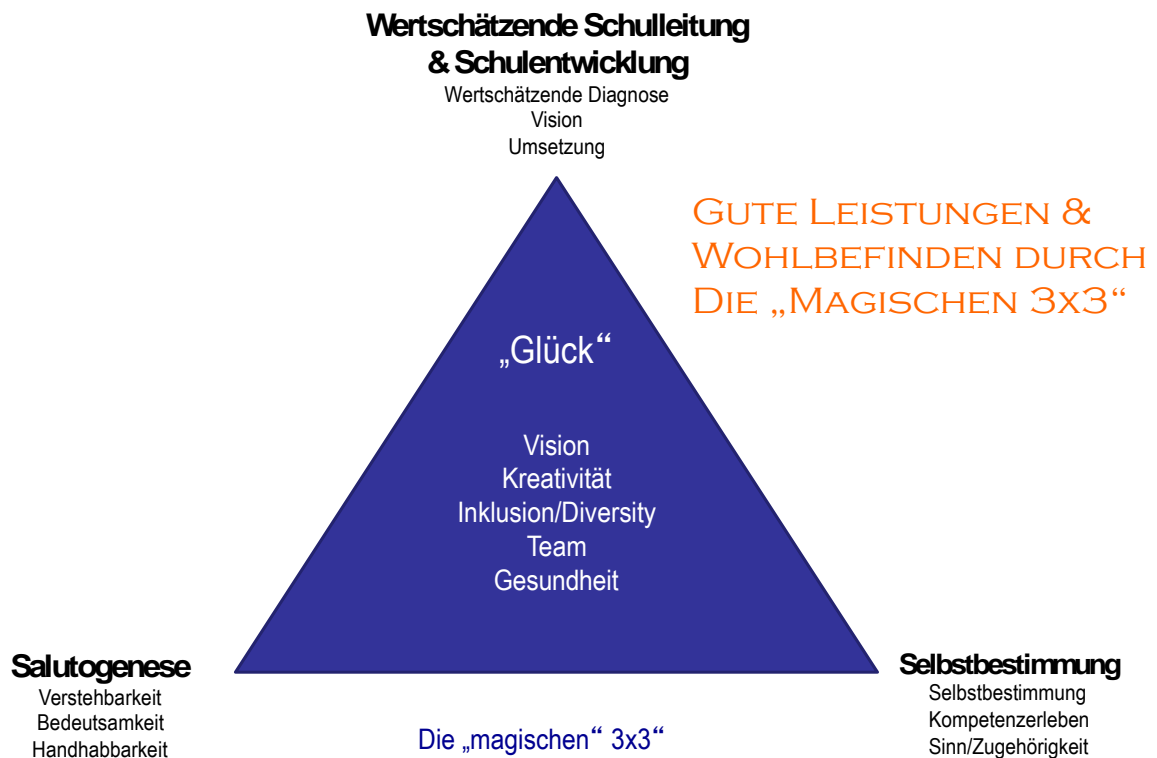 Wertschätzende Schulleitung
& Schulentwicklung
Wertschätzende Diagnose
Vision
Umsetzung
Gute Leistungen &
Wohlbefinden durch
Die „Magischen 3x3“
„Glück“
Vision
Kreativität
Inklusion/Diversity
Team
Gesundheit
Salutogenese
Verstehbarkeit
Bedeutsamkeit
Handhabbarkeit
Selbstbestimmung
Selbstbestimmung
Kompetenzerleben
Sinn/Zugehörigkeit
Die „magischen“ 3x3“